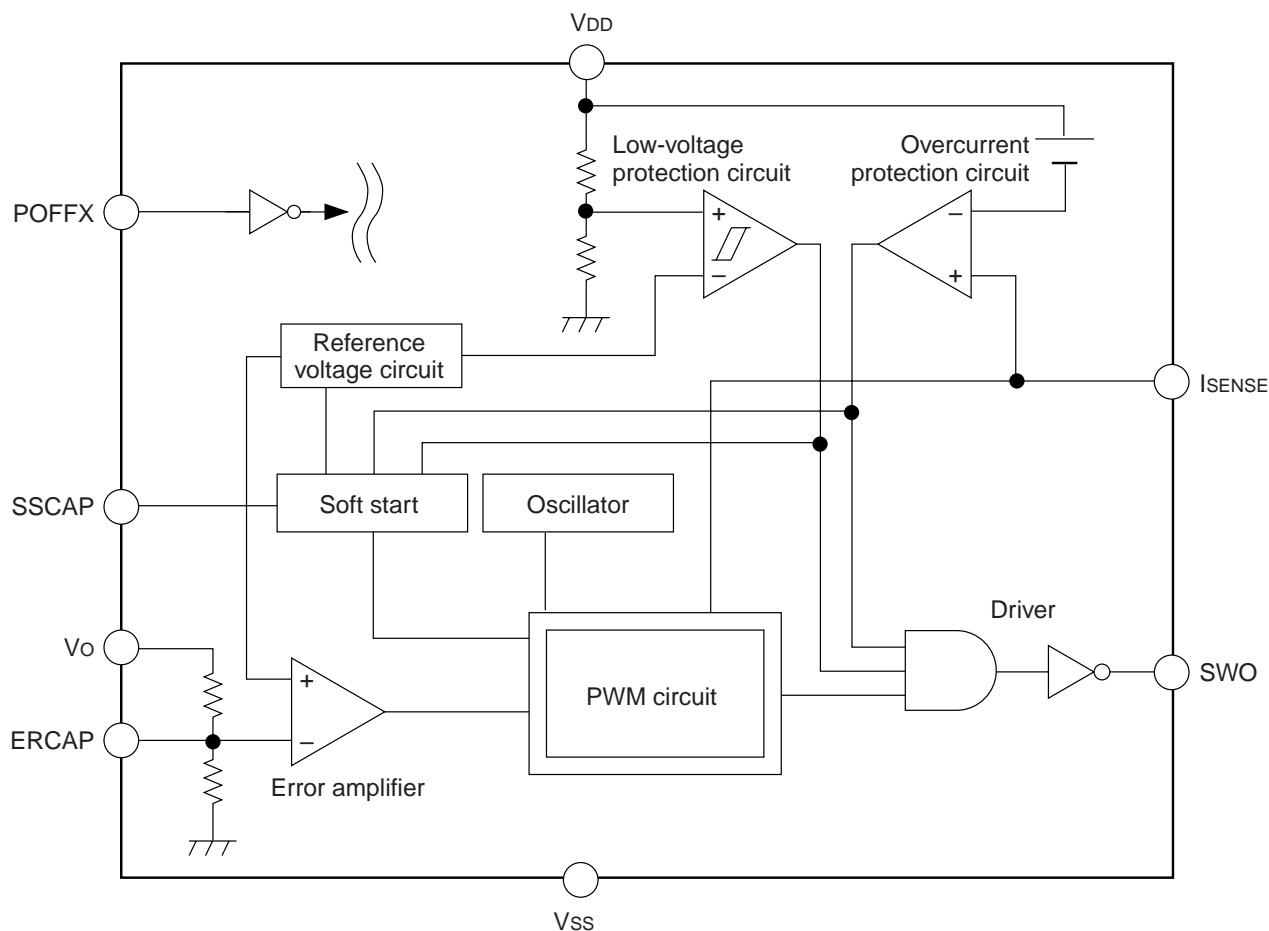 VDD
Low-voltage
protection circuit
Overcurrent
protection circuit
POFFX
+
−
−
+
Reference
voltage circuit
ISENSE
SSCAP
Soft start
Oscillator
Driver
VO
+
PWM circuit
SWO
ERCAP
−
Error amplifier
VSS